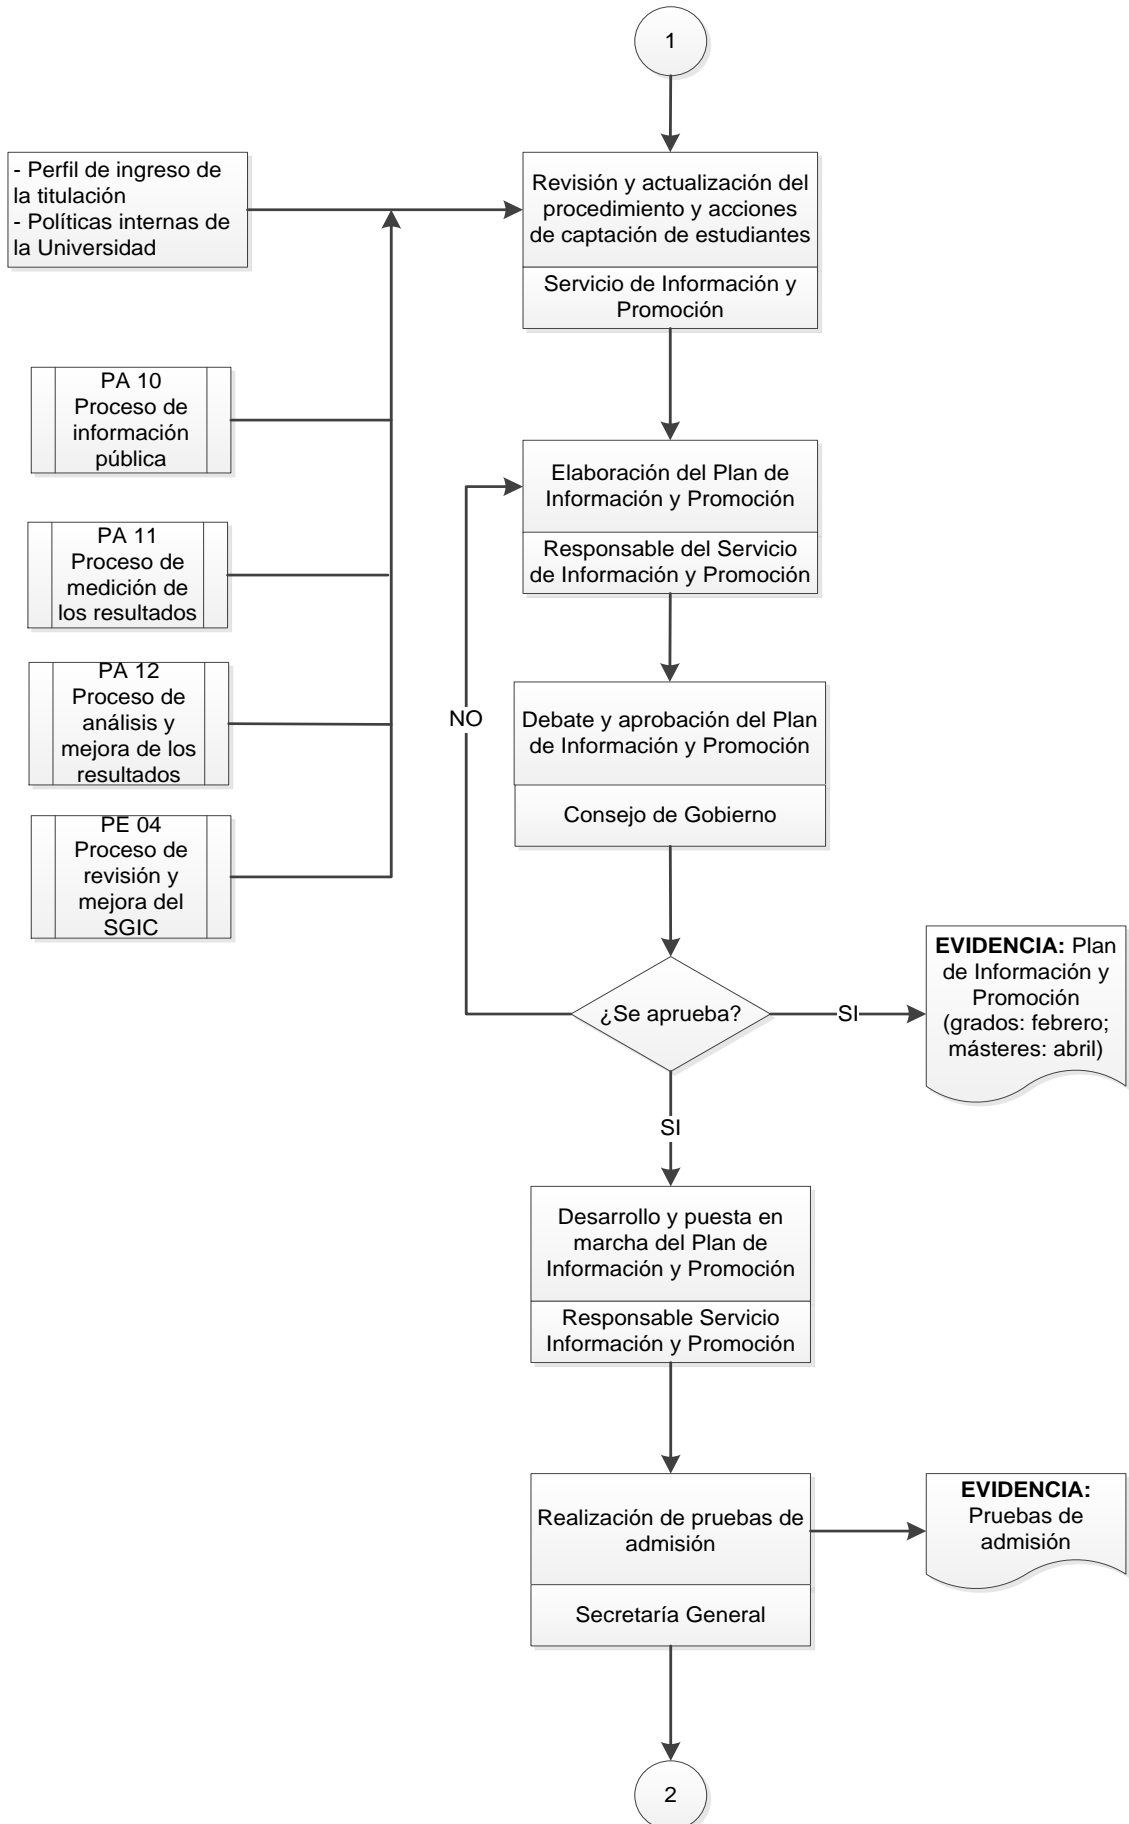 1
- Perfil de ingreso de
la titulación
- Políticas internas de
la Universidad
Revisión y actualización del
procedimiento y acciones
de captación de estudiantes
Servicio de Información y
Promoción
PA 10
Proceso de
información
pública
PA 11
Proceso de
medición de
los resultados
PA 12
Proceso de
análisis y
mejora de los
resultados
PE 04
Proceso de
revisión y
mejora del
SGIC
Elaboración del Plan de
Información y Promoción
Responsable del Servicio
de Información y Promoción
NO
Debate y aprobación del Plan
de Información y Promoción
Consejo de Gobierno
¿Se aprueba?
SI
EVIDENCIA: Plan
de Información y
Promoción
(grados: febrero;
másteres: abril)
SI
Desarrollo y puesta en
marcha del Plan de
Información y Promoción
Responsable Servicio
Información y Promoción
Realización de pruebas de
admisión
Secretaría General
EVIDENCIA:
Pruebas de
admisión
2